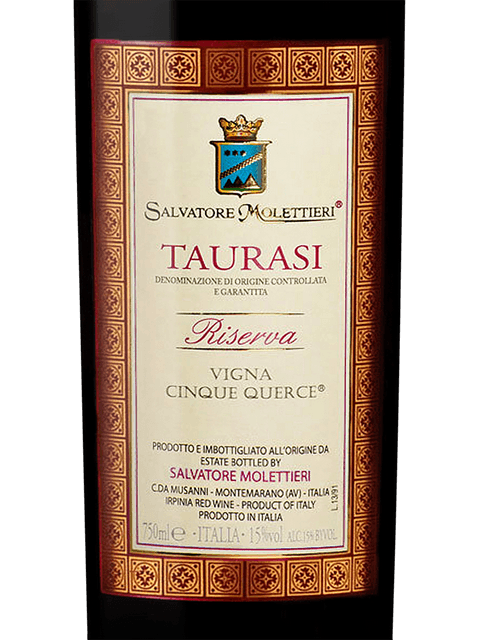 SALVATORE MOLETTIERI®
TAURASI
DENOMINAZIONE DI ORIGINE CONTROLLATA
E GARANTITA
Riserva
VIGNA
CINQUE QUERCE®
PRODOTTO E IMBOTTIGLIATO ALL'ORIGINE DA
ESTATE BOTTLED BY
SALVATORE MOLETTIERI
C.DA MUSANNI - MONTEMARANO (AV) - ITALIA
IRPINIA RED WINE - PRODUCT OF ITALY
PRODOTTO IN ITALIA
L.1391
750ml e · ITALIA · 15%vol ALC.15% BY VOL.